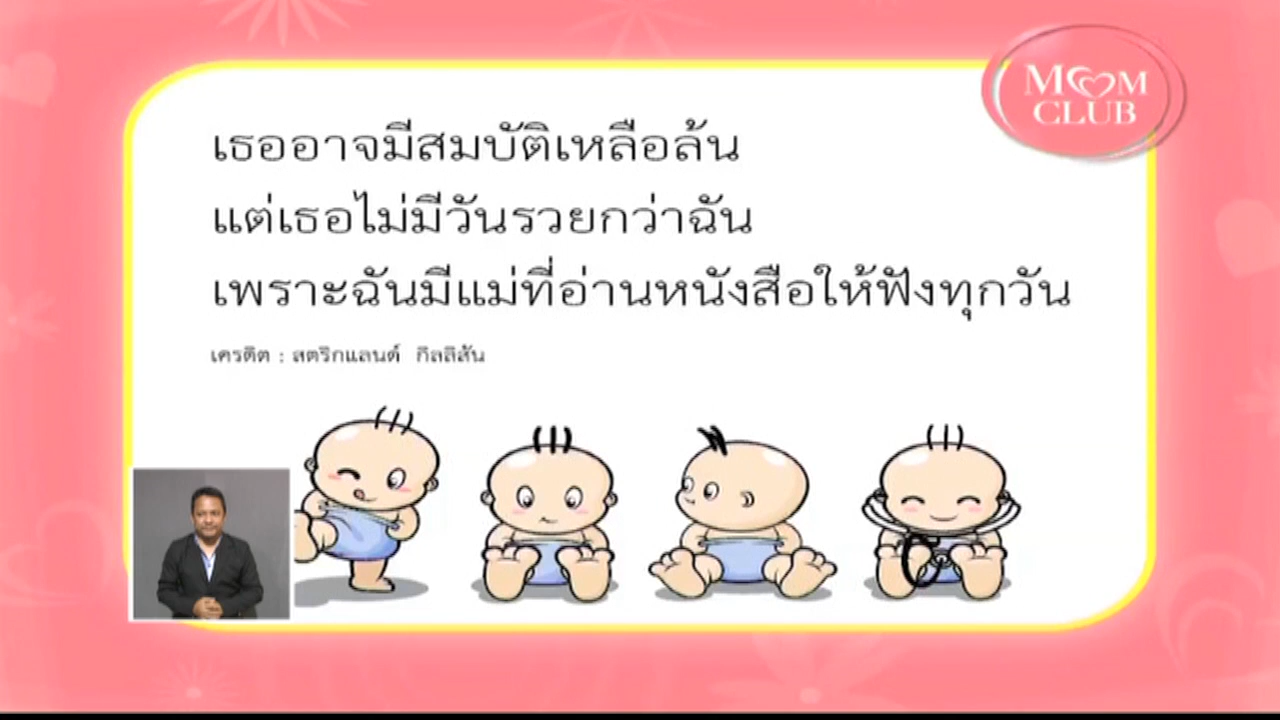 MOM
CLUB
เธออาจมีสมบัติเหลือล้น
แต่เธอไม่มีวันรวยกว่าฉัน
เพราะฉันมีแม่ที่อ่านหนังสือให้ฟังทุกวัน
เครดิต : สตริกแลนด์ กิลลิสัน